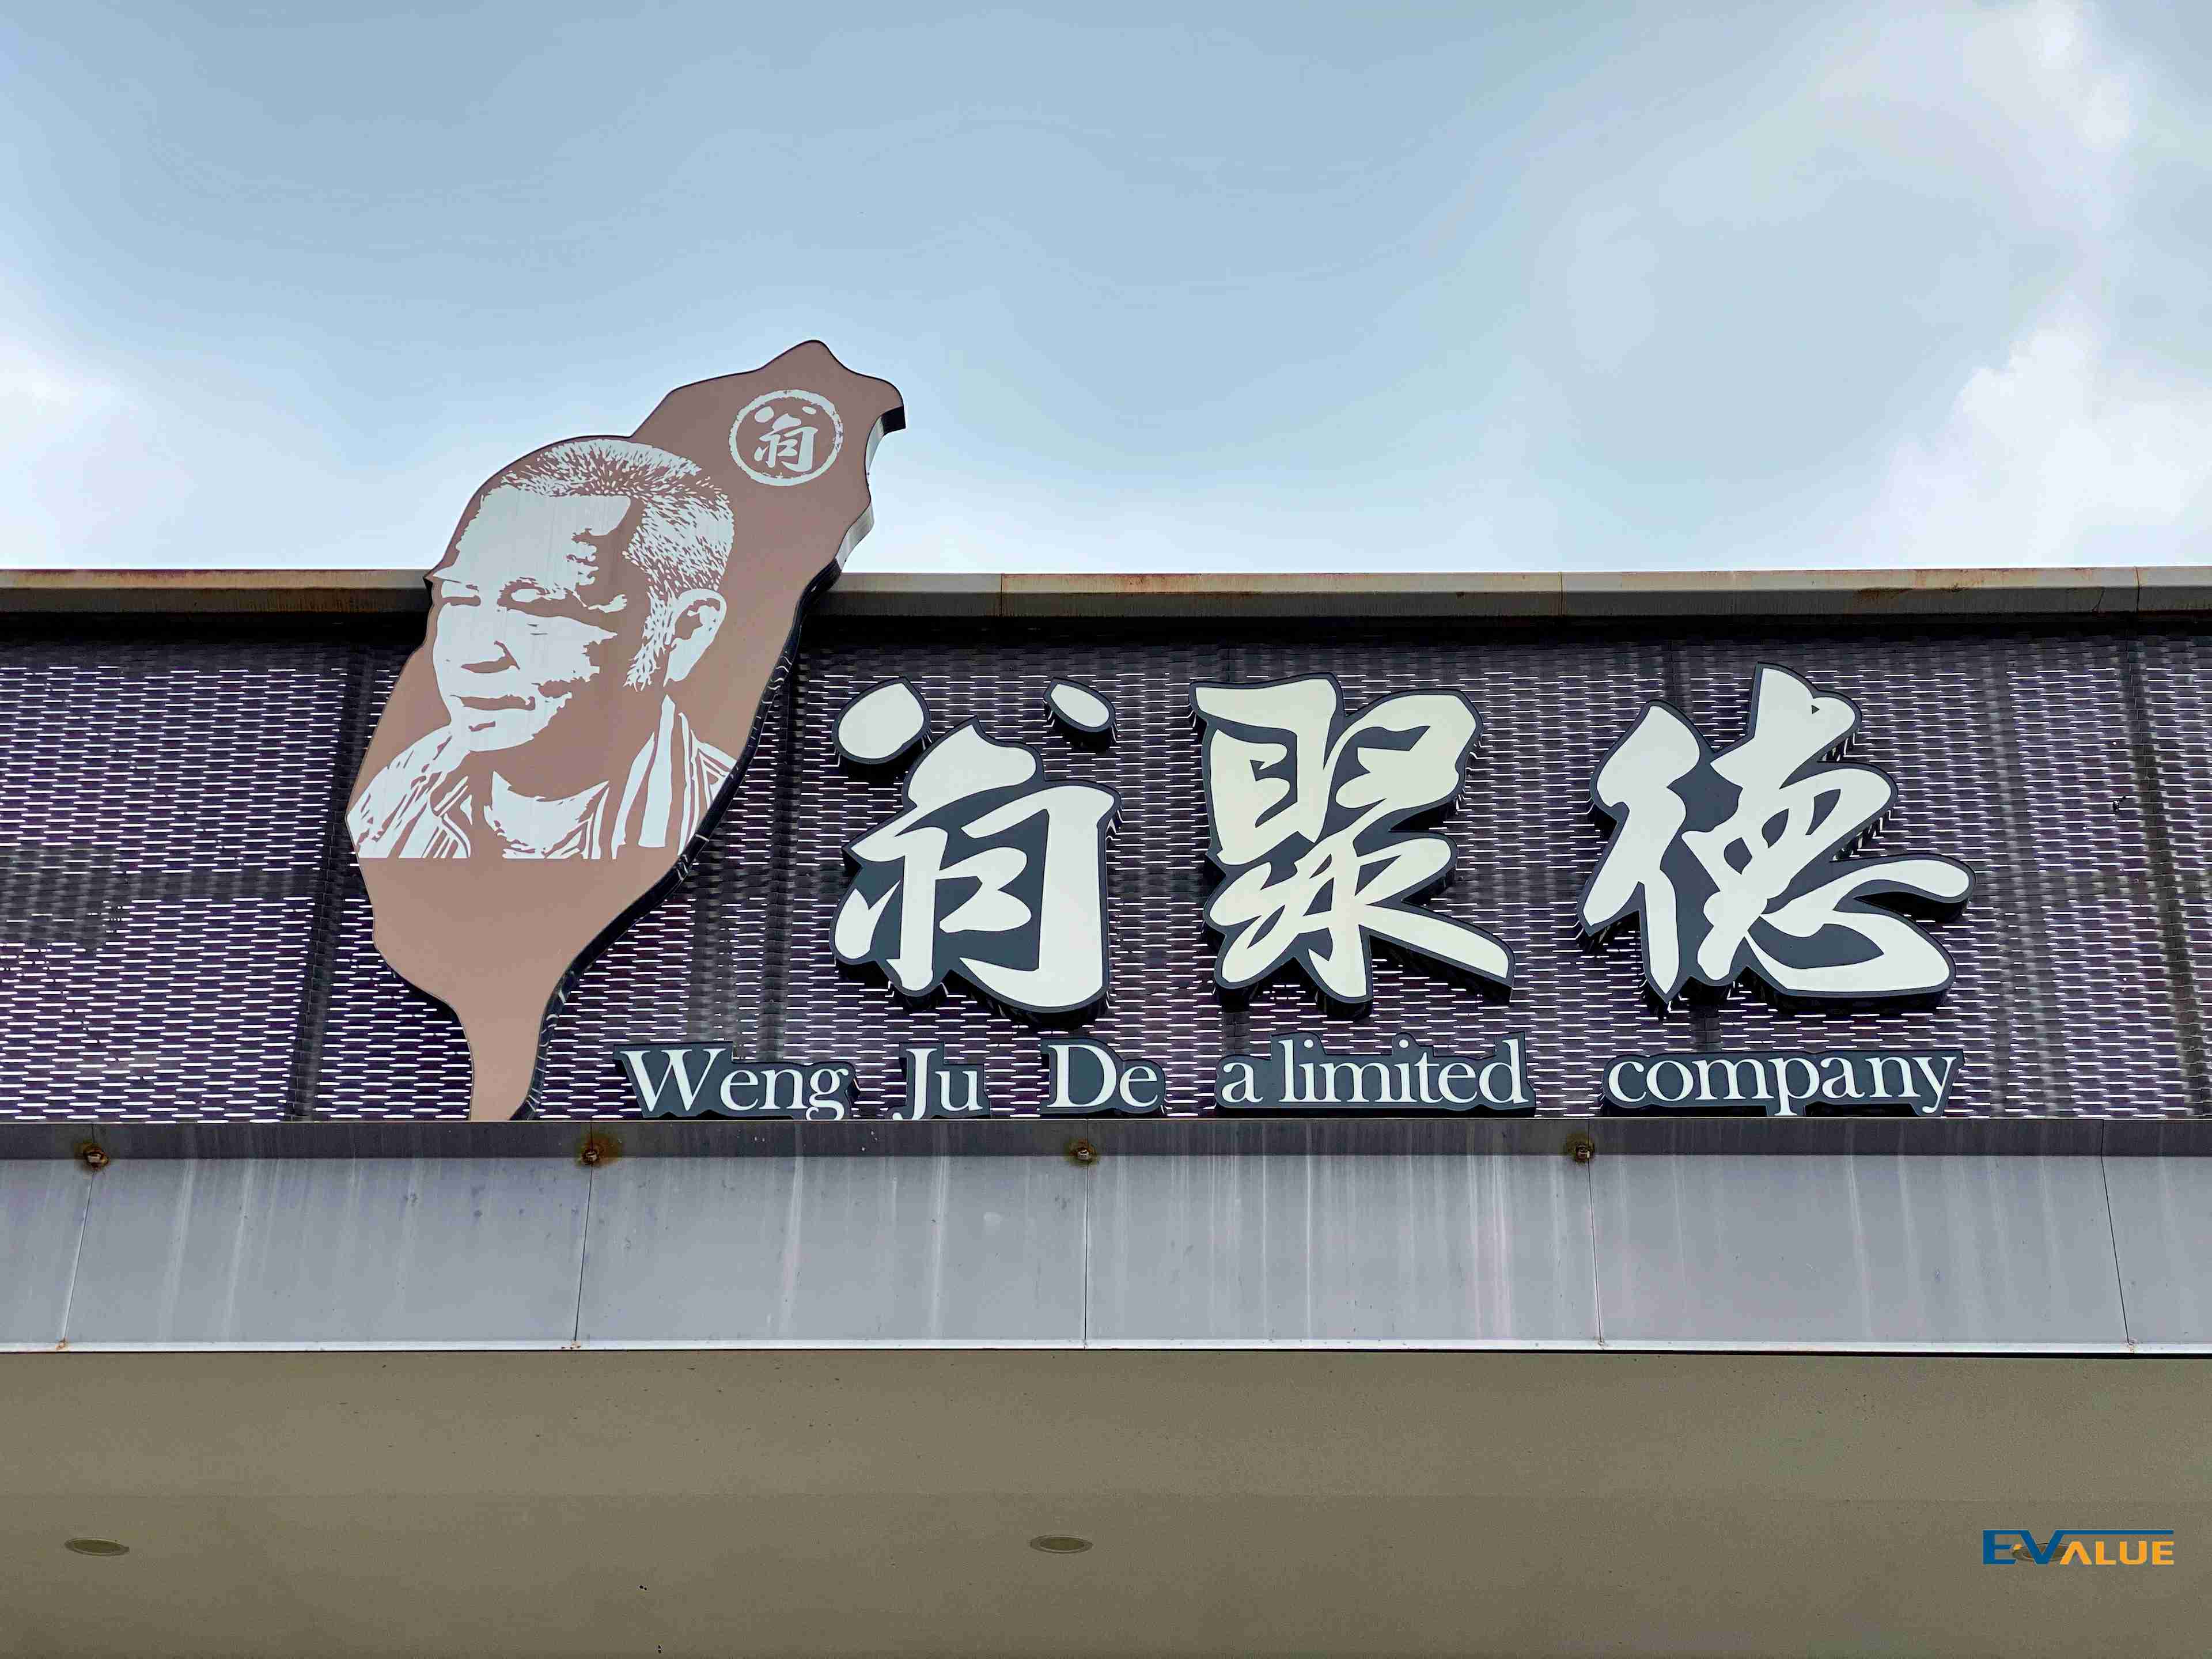 翁
翁聚德
Weng Ju De a limited company
EVALUE